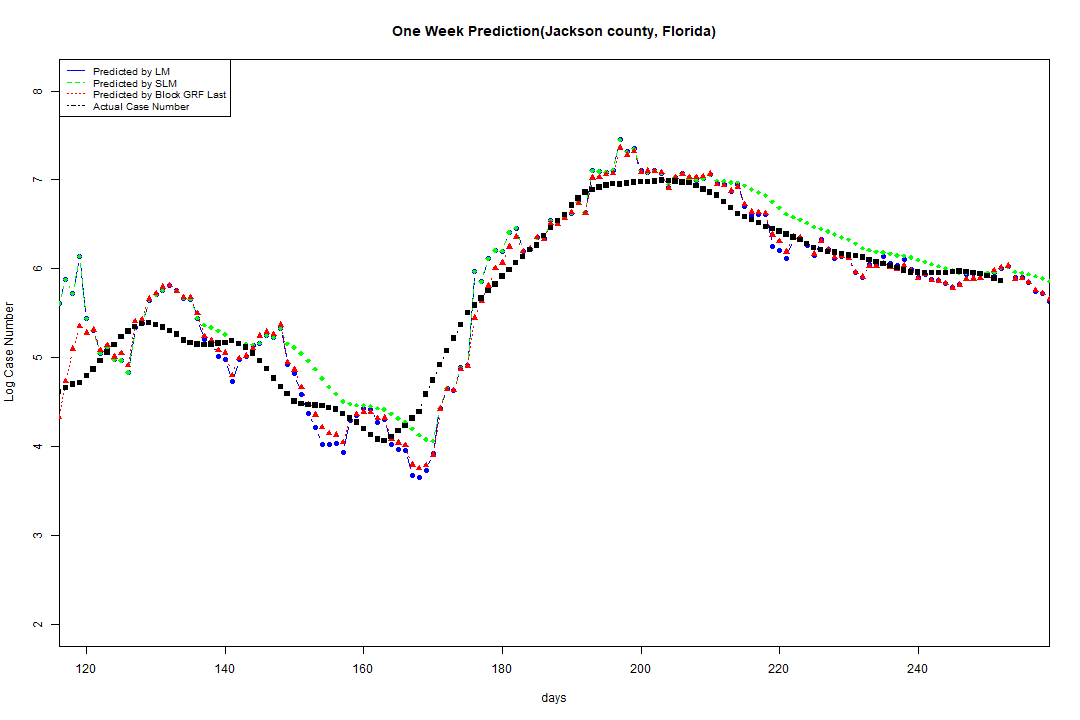 One Week Prediction(Jackson county, Florida)
Predicted by LM
Predicted by SLM
Predicted by Block GRF Last
Actual Case Number
8
7
6
5
4
3
2
Log Case Number
120 140 160 180 200 220 240
days